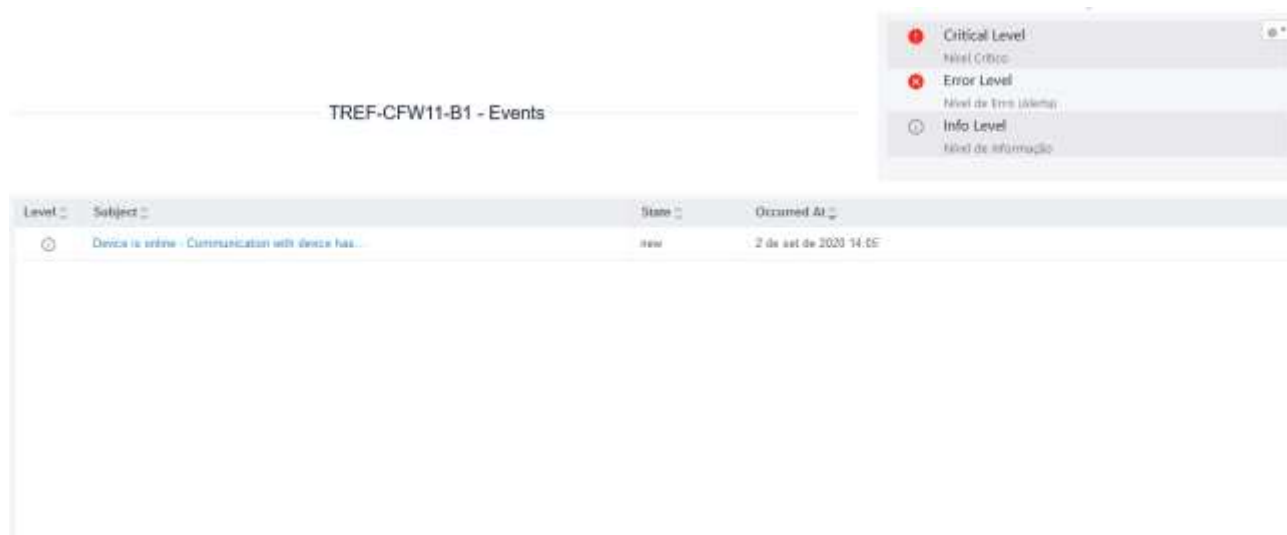 Critical Level
Nível Crítico
Error Level
Nível de Erro
Info Level
Nível de Informação
TREF-CFW11-B1 - Events
Level Subject State Occurred At
Device is online - Communication with device has... new 2 de set de 2020 14:05